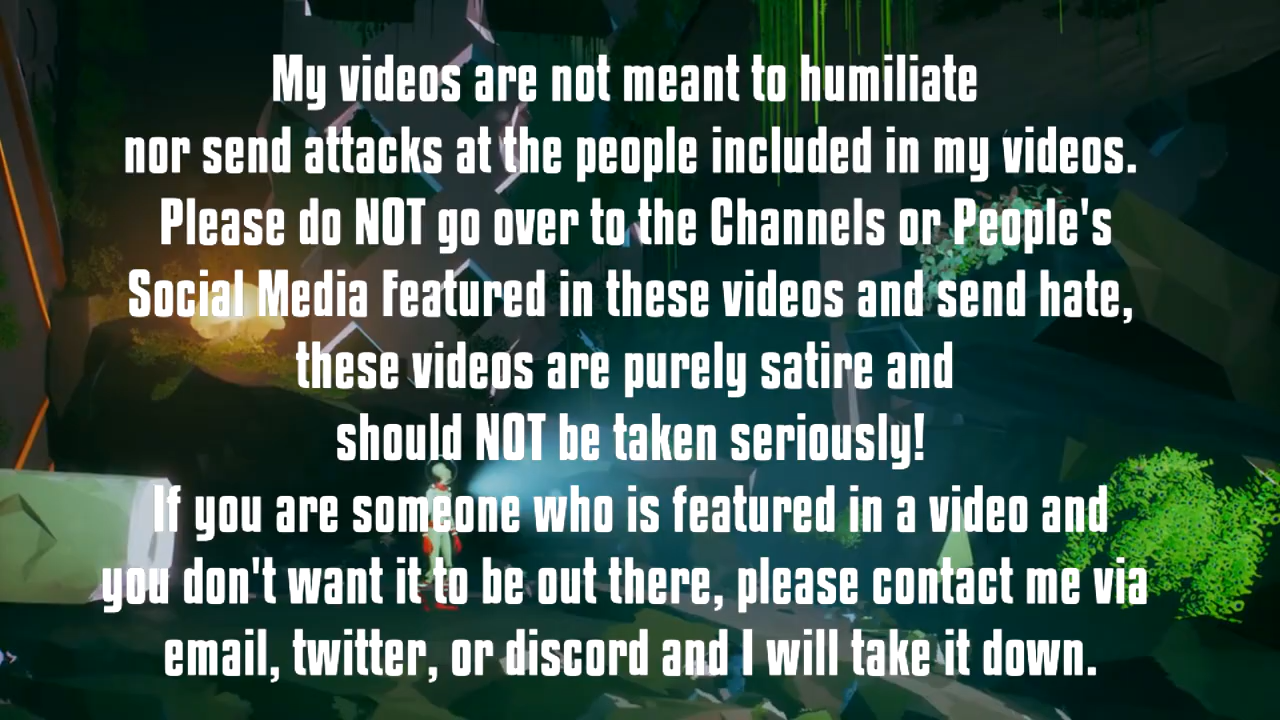 My videos are not meant to humiliate
nor send attacks at the people included in my videos.
Please do NOT go over to the Channels or People's
Social Media Featured in these videos and send hate,
these videos are purely satire and
should NOT be taken seriously!
If you are someone who is featured in a video and
you don't want it to be out there, please contact me via
email, twitter, or discord and I will take it down.